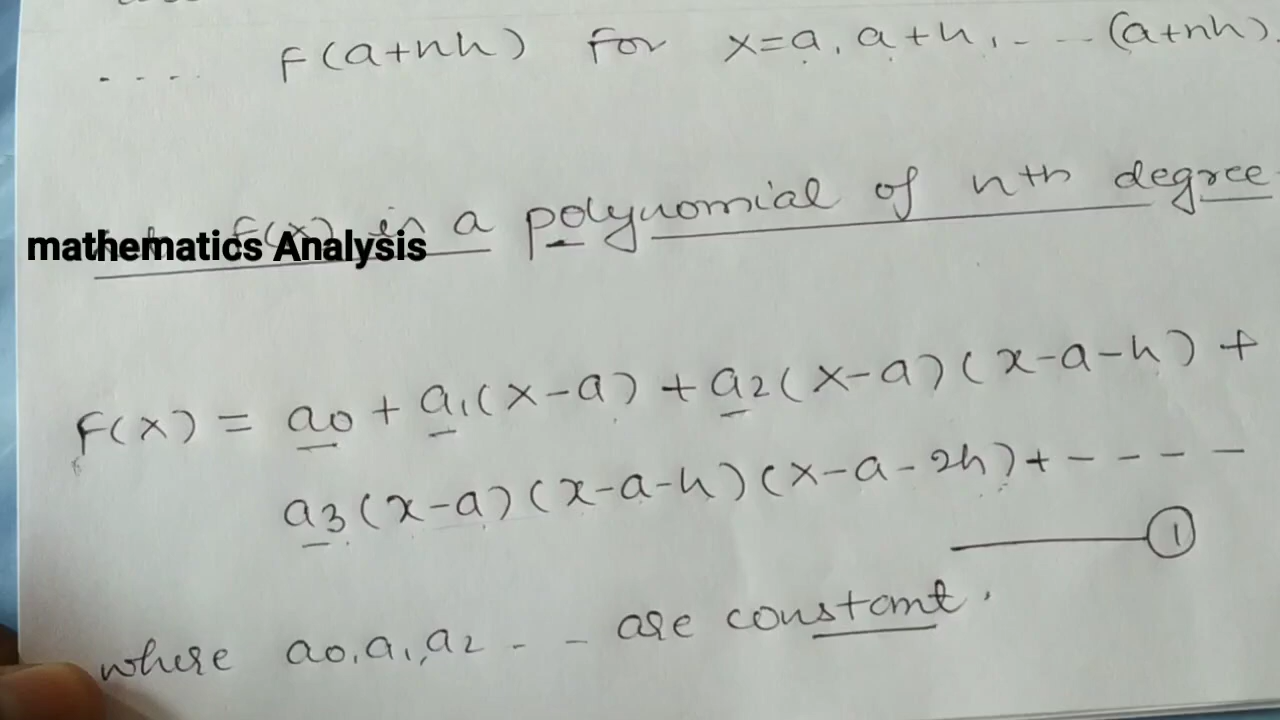 .... F(a+nh) for x=a, a+h, - -- (a+nh).
F(x) is a polynomial of nth degree
mathematics Analysis
F(x) = a0 + a1(x-a) + a2(x-a)(x-a-h) +
a3(x-a)(x-a-h)(x-a-2h) + - - - -
①
where a0, a1, a2 - - are constant.